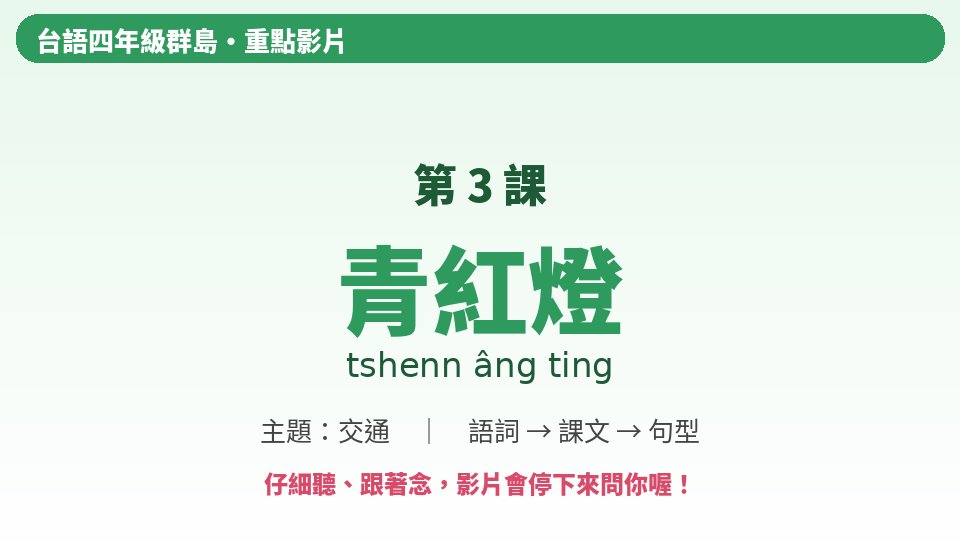 台語四年級群島・重點影片
第 3 課
青紅燈
tshenn âng ting
主題：交通　｜　語詞 → 課文 → 句型
仔細聽、跟著念，影片會停下來問你喔！